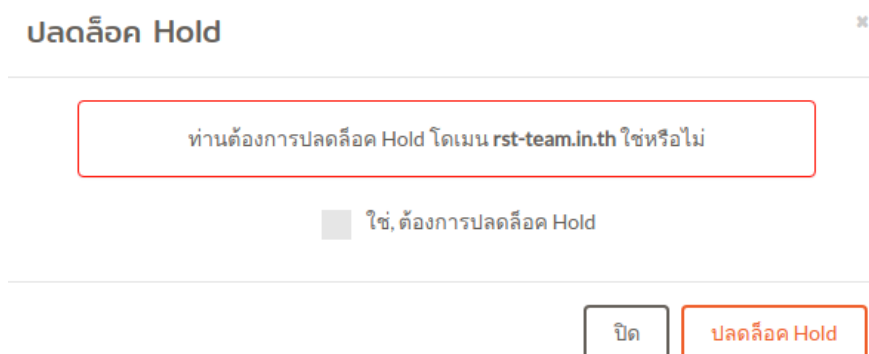 ปลดล็อค Hold
ท่านต้องการปลดล็อค Hold โดเมน rst-team.in.th ใช่หรือไม่
ใช่, ต้องการปลดล็อค Hold
ปิด
ปลดล็อค Hold